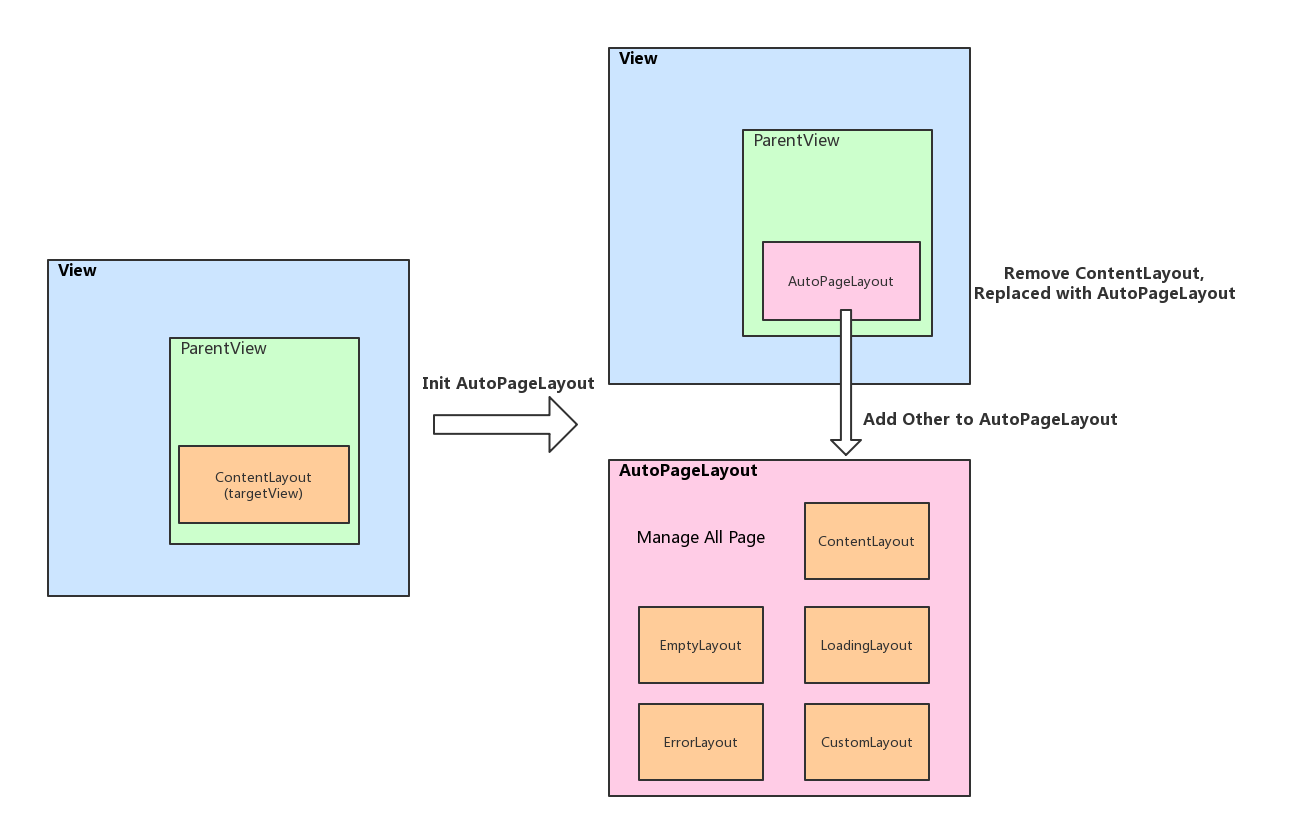 View
ParentView
ContentLayout
(targetView)
Init AutoPageLayout
View
ParentView
AutoPageLayout
Remove ContentLayout,
Replaced with AutoPageLayout
Add Other to AutoPageLayout
AutoPageLayout
Manage All Page
ContentLayout
EmptyLayout
LoadingLayout
ErrorLayout
CustomLayout